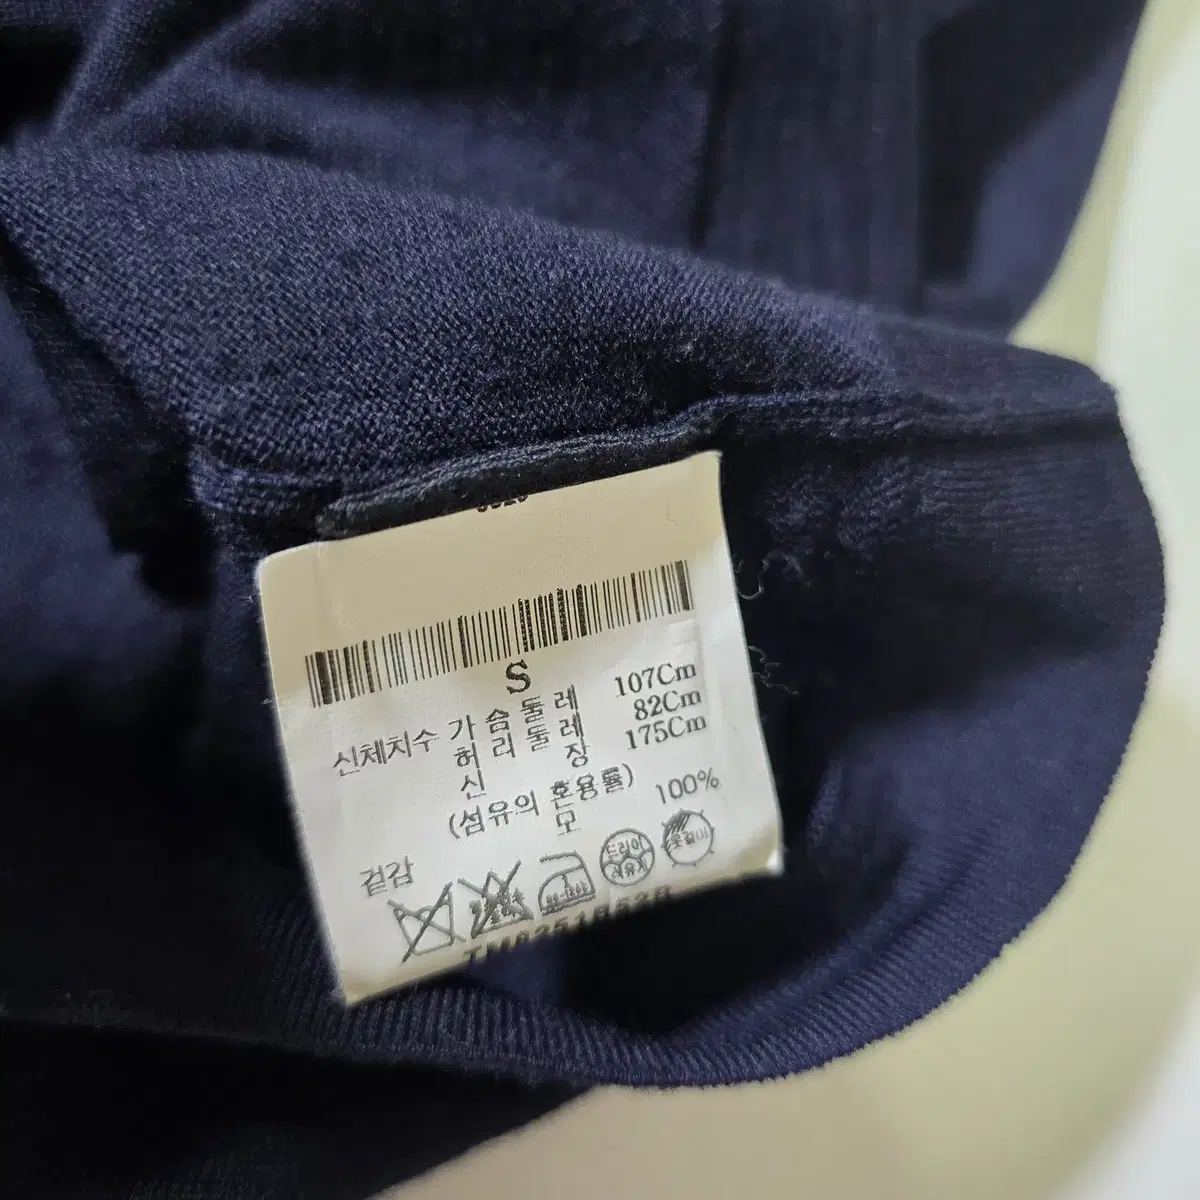 S
신체치수 가슴둘레 107Cm
허리둘레 82Cm
신장 175Cm
(섬유의 혼용률)
겉감 모 100%
드라이